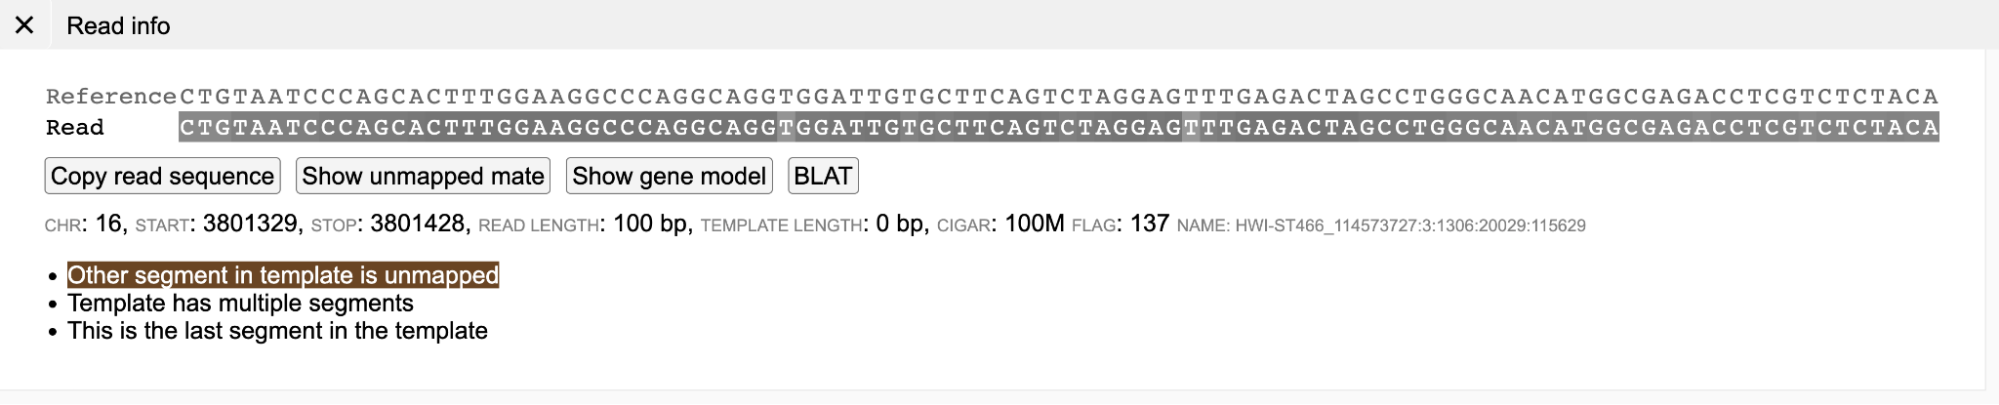 × Read info
Reference CTGTAATCCCAGCACTTTGGAAGGCCCAGGCAGGTGGATTGTGCTTCAGTCTAGGAGTTTGAGACTAGCCTGGGCAACATGGCGAGACCTCGTCTCTACA
Read CTGTAATCCCAGCACTTTGGAAGGCCCAGGCAGGTGGATTGTGCTTCAGTCTAGGAGTTTGAGACTAGCCTGGGCAACATGGCGAGACCTCGTCTCTACA
Copy read sequence Show unmapped mate Show gene model BLAT
CHR: 16, START: 3801329, STOP: 3801428, READ LENGTH: 100 bp, TEMPLATE LENGTH: 0 bp, CIGAR: 100M FLAG: 137 NAME: HWI-ST466_114573727:3:1306:20029:115629
• Other segment in template is unmapped
• Template has multiple segments
• This is the last segment in the template